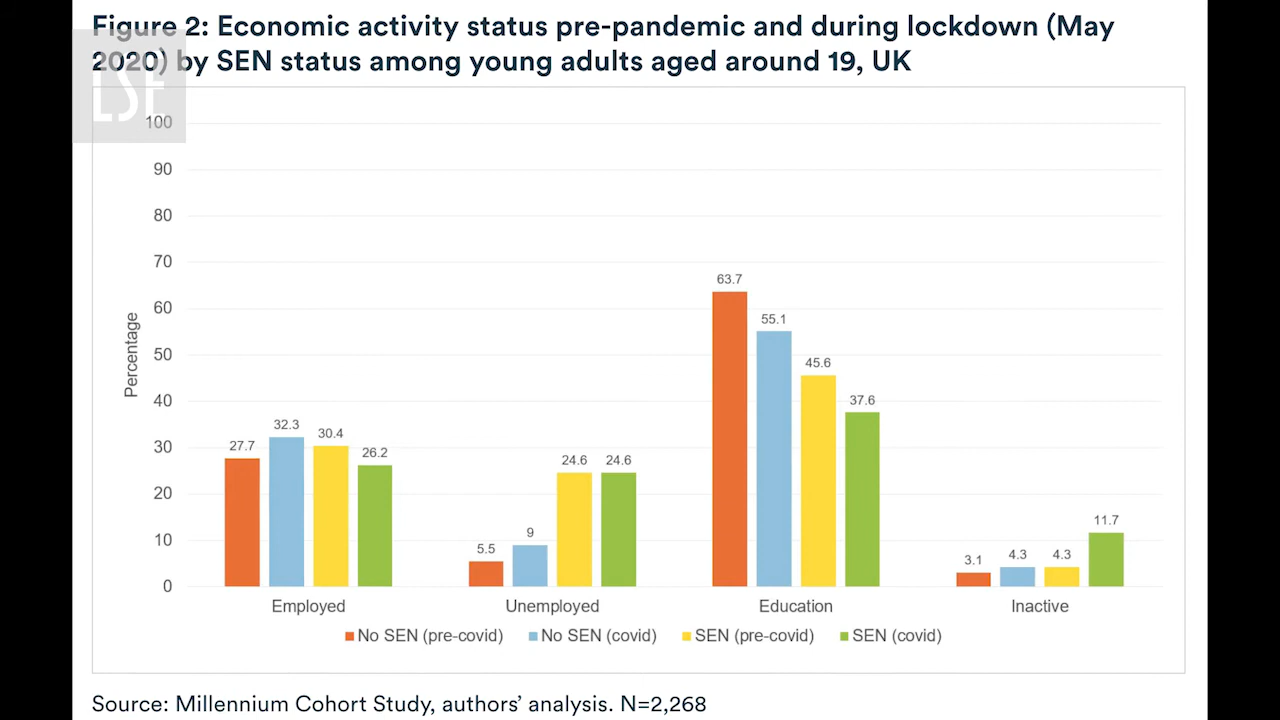 Figure 2: Economic activity status pre-pandemic and during lockdown (May
2020) by SEN status among young adults aged around 19, UK
LSE
100
90
80
70
60
50
40
30
20
10
0
Percentage
27.7
32.3
30.4
26.2
5.5
9
24.6
24.6
63.7
55.1
45.6
37.6
3.1
4.3
4.3
11.7
Employed
Unemployed
Education
Inactive
No SEN (pre-covid)
No SEN (covid)
SEN (pre-covid)
SEN (covid)
Source: Millennium Cohort Study, authors’ analysis. N=2,268